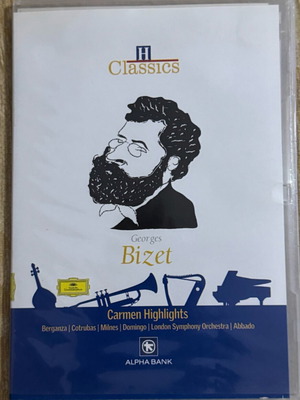 H
Classics
Georges
Bizet
Carmen Highlights
Berganza | Cotrubas | Milnes | Domingo | London Symphony Orchestra | Abbado
ALPHA BANK